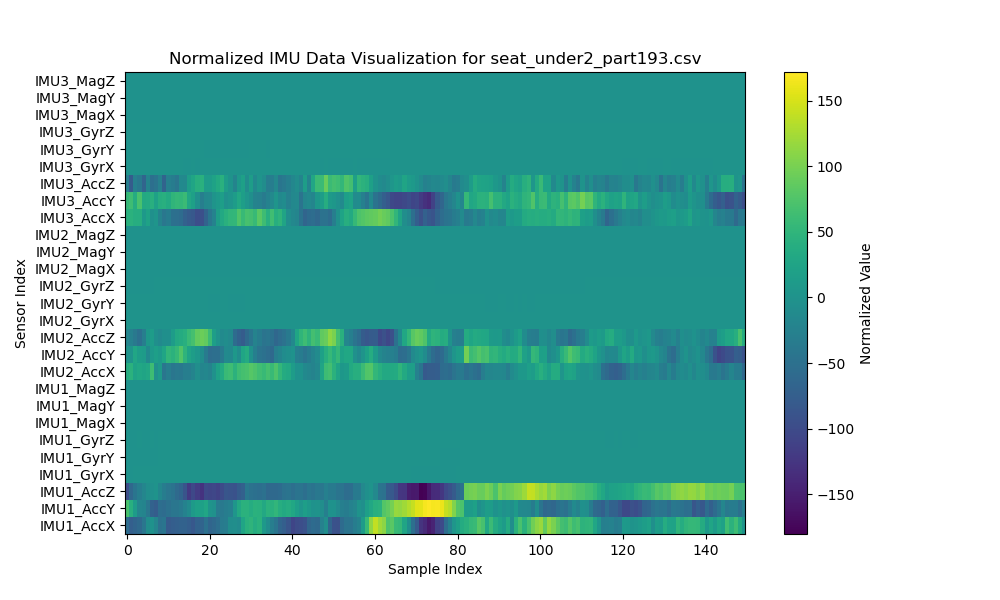 Normalized IMU Data Visualization for seat_under2_part193.csv
IMU3_MagZ
IMU3_MagY
IMU3_MagX
IMU3_GyrZ
IMU3_GyrY
IMU3_GyrX
IMU3_AccZ
IMU3_AccY
IMU3_AccX
IMU2_MagZ
IMU2_MagY
IMU2_MagX
IMU2_GyrZ
IMU2_GyrY
IMU2_GyrX
IMU2_AccZ
IMU2_AccY
IMU2_AccX
IMU1_MagZ
IMU1_MagY
IMU1_MagX
IMU1_GyrZ
IMU1_GyrY
IMU1_GyrX
IMU1_AccZ
IMU1_AccY
IMU1_AccX
Sensor Index
0 20 40 60 80 100 120 140
Sample Index
150
100
50
0
−50
−100
−150
Normalized Value